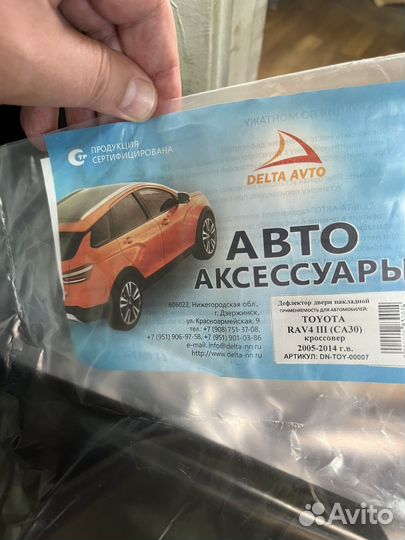 ПРОДУКЦИЯ
СЕРТИФИЦИРОВАНА
DELTA АВТО
АВТО
АКСЕССУАРЫ
606022, Нижегородская обл.,
г. Дзержинск,
ул.Красноармейская, 9
тел.: +7 (908)751-37-08,
+7 (951) 906-97-58, +7 (951) 901-03-86
e-mail: info@delta-nn.ru
http://www.delta-nn.ru
Дефлектор двери накладной
ПРИМЕНЯЕМОСТЬ ДЛЯ АВТОМОБИЛЕЙ:
TOYOTA
RAV4 III (CA30)
кроссовер
2005-2014 г.в.
АРТИКУЛ: DN-TOY-00007
Avito